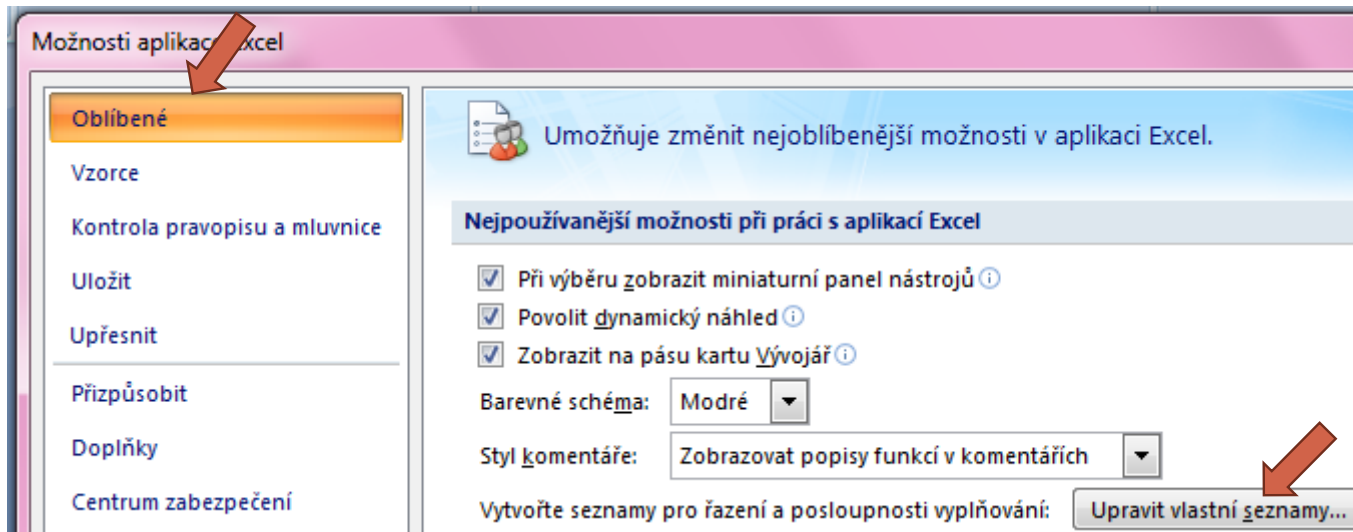 Možnosti aplikace Excel
Oblíbené
Vzorce
Kontrola pravopisu a mluvnice
Uložit
Upřesnit
Přizpůsobit
Doplňky
Centrum zabezpečení
Umožňuje změnit nejoblíbenější možnosti v aplikaci Excel.
Nejpoužívanější možnosti při práci s aplikací Excel
Při výběru zobrazit miniaturní panel nástrojů
Povolit dynamický náhled
Zobrazit na pásu kartu Vývojář
Barevné schéma: Modré
Styl komentáře: Zobrazovat popisy funkcí v komentářích
Vytvořte seznamy pro řazení a posloupnosti vyplňování: Upravit vlastní seznamy...